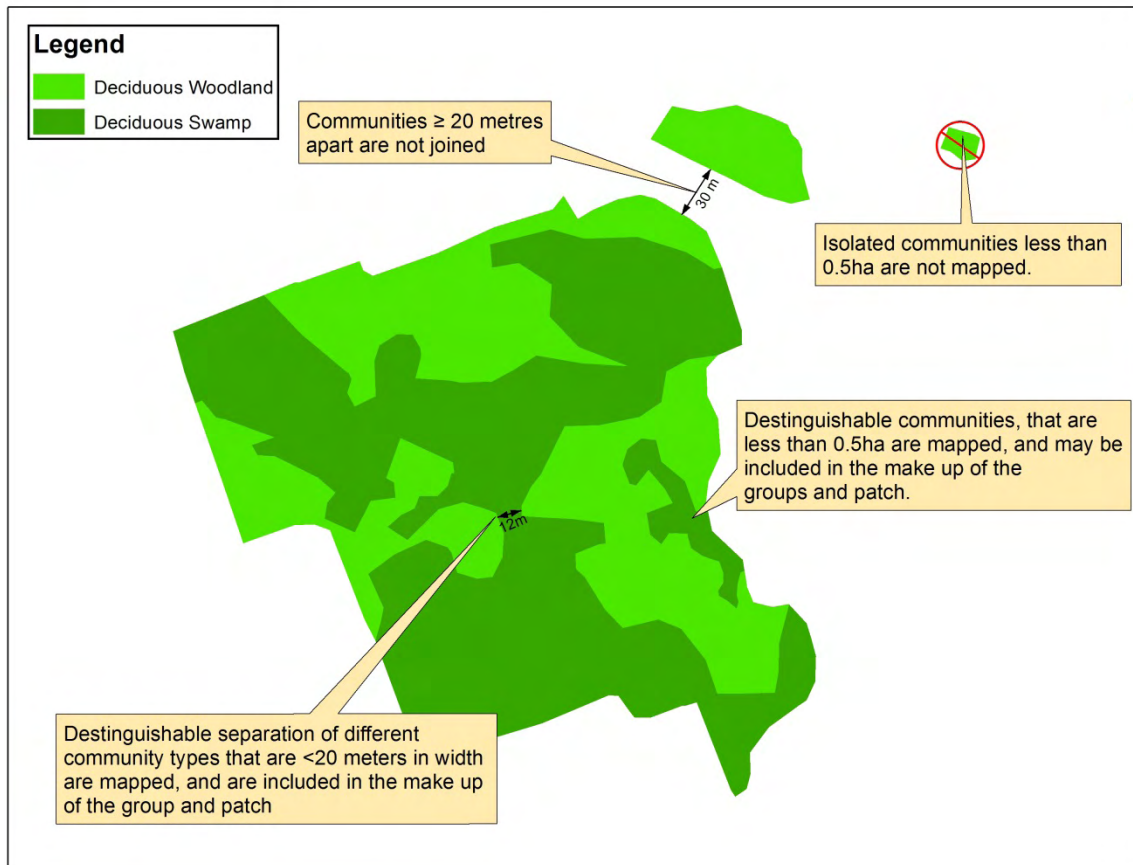 Legend
Deciduous Woodland
Deciduous Swamp
Communities ≥ 20 metres
apart are not joined
30 m
Isolated communities less than
0.5ha are not mapped.
Destinguishable communities, that are
less than 0.5ha are mapped, and may be
included in the make up of the
groups and patch.
12m
Destinguishable separation of different
community types that are <20 meters in width
are mapped, and are included in the make up
of the group and patch